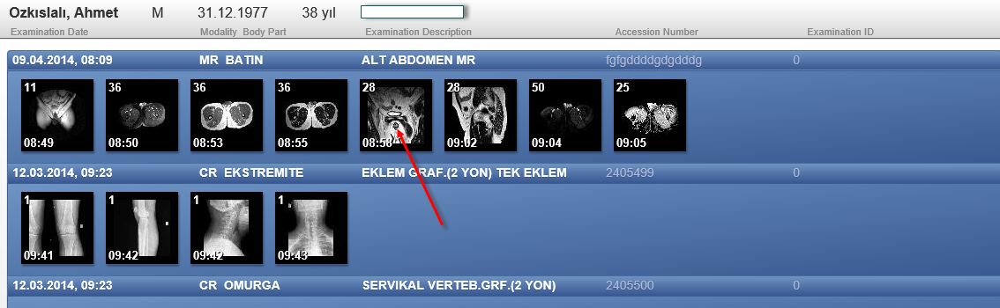 Ozkıslalı, Ahmet M 31.12.1977 38 yıl
Examination Date Modality Body Part Examination Description Accession Number Examination ID
09.04.2014, 08:09 MR BATIN ALT ABDOMEN MR fgfgddddgdgdddg 0
11 36 36 36 28 28 50 25
08:49 08:50 08:53 08:55 08:58 09:02 09:04 09:05
12.03.2014, 09:23 CR EKSTREMITE EKLEM GRAF.(2 YON) TEK EKLEM 2405499 0
1 1 1 1
09:41 09:42 09:42 09:43
12.03.2014, 09:23 CR OMURGA SERVIKAL VERTEB.GRF.(2 YON) 2405500 0